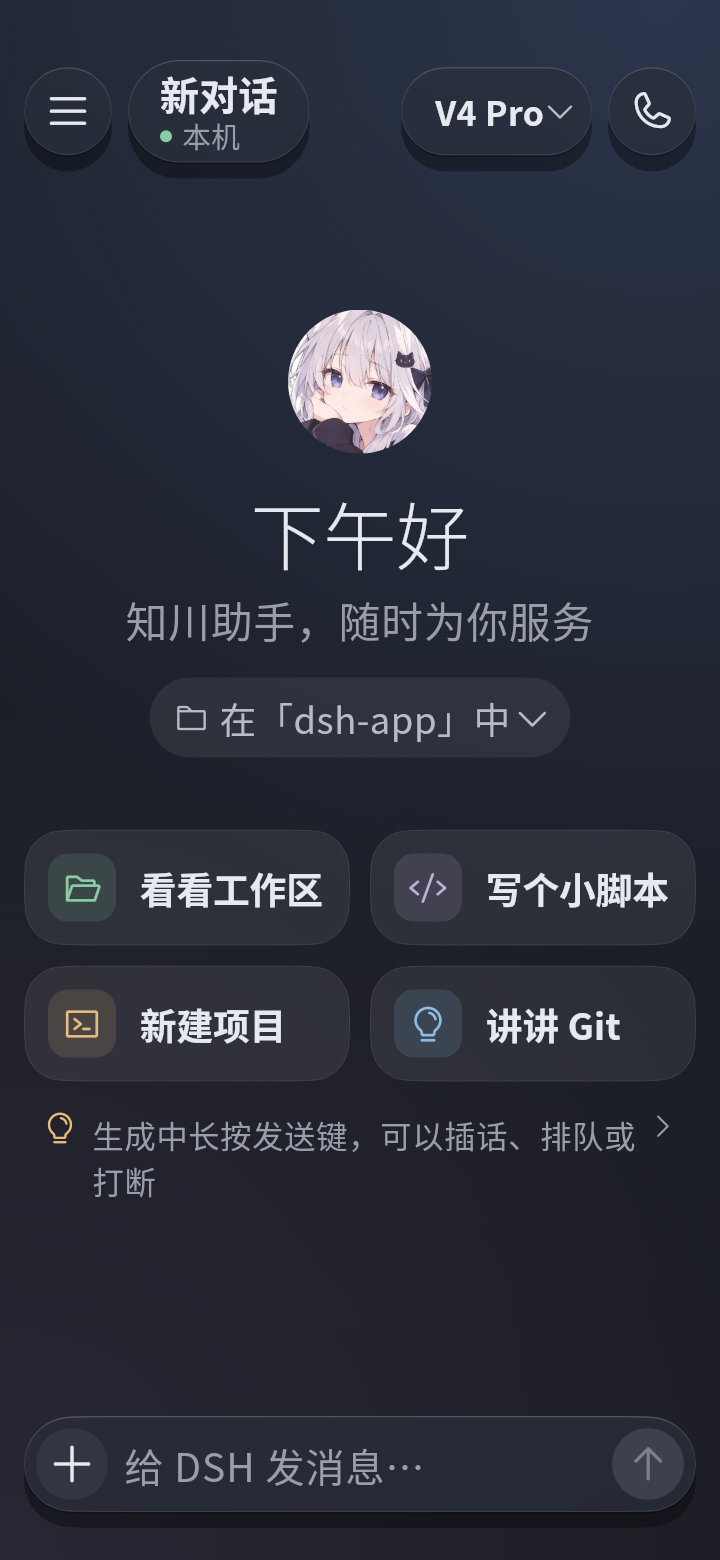 新对话
本机
V4 Pro
下午好
知川助手，随时为你服务
在「dsh-app」中
看看工作区
写个小脚本
新建项目
讲讲 Git
生成中长按发送键，可以插话、排队或
打断
给 DSH 发消息…